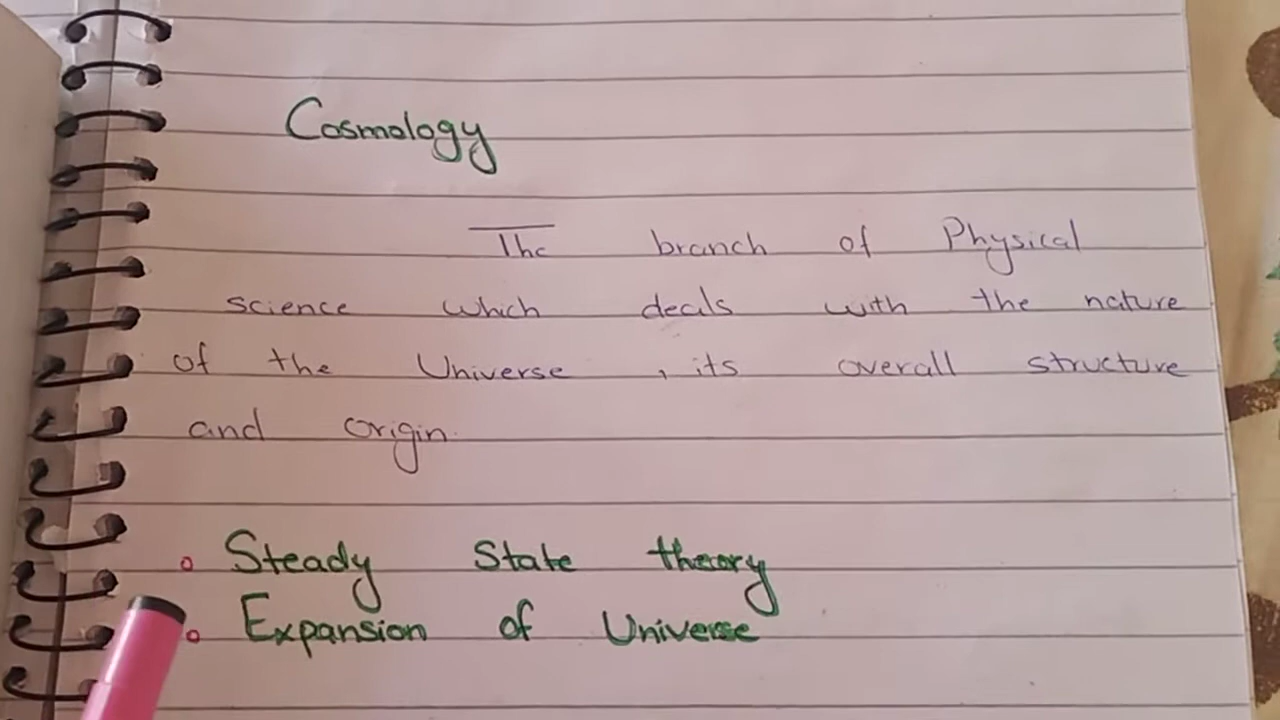 Cosmology
The branch of Physical
science which deals with the nature
of the Universe , its overall structure
and origin.
Steady State theory
Expansion of Universe